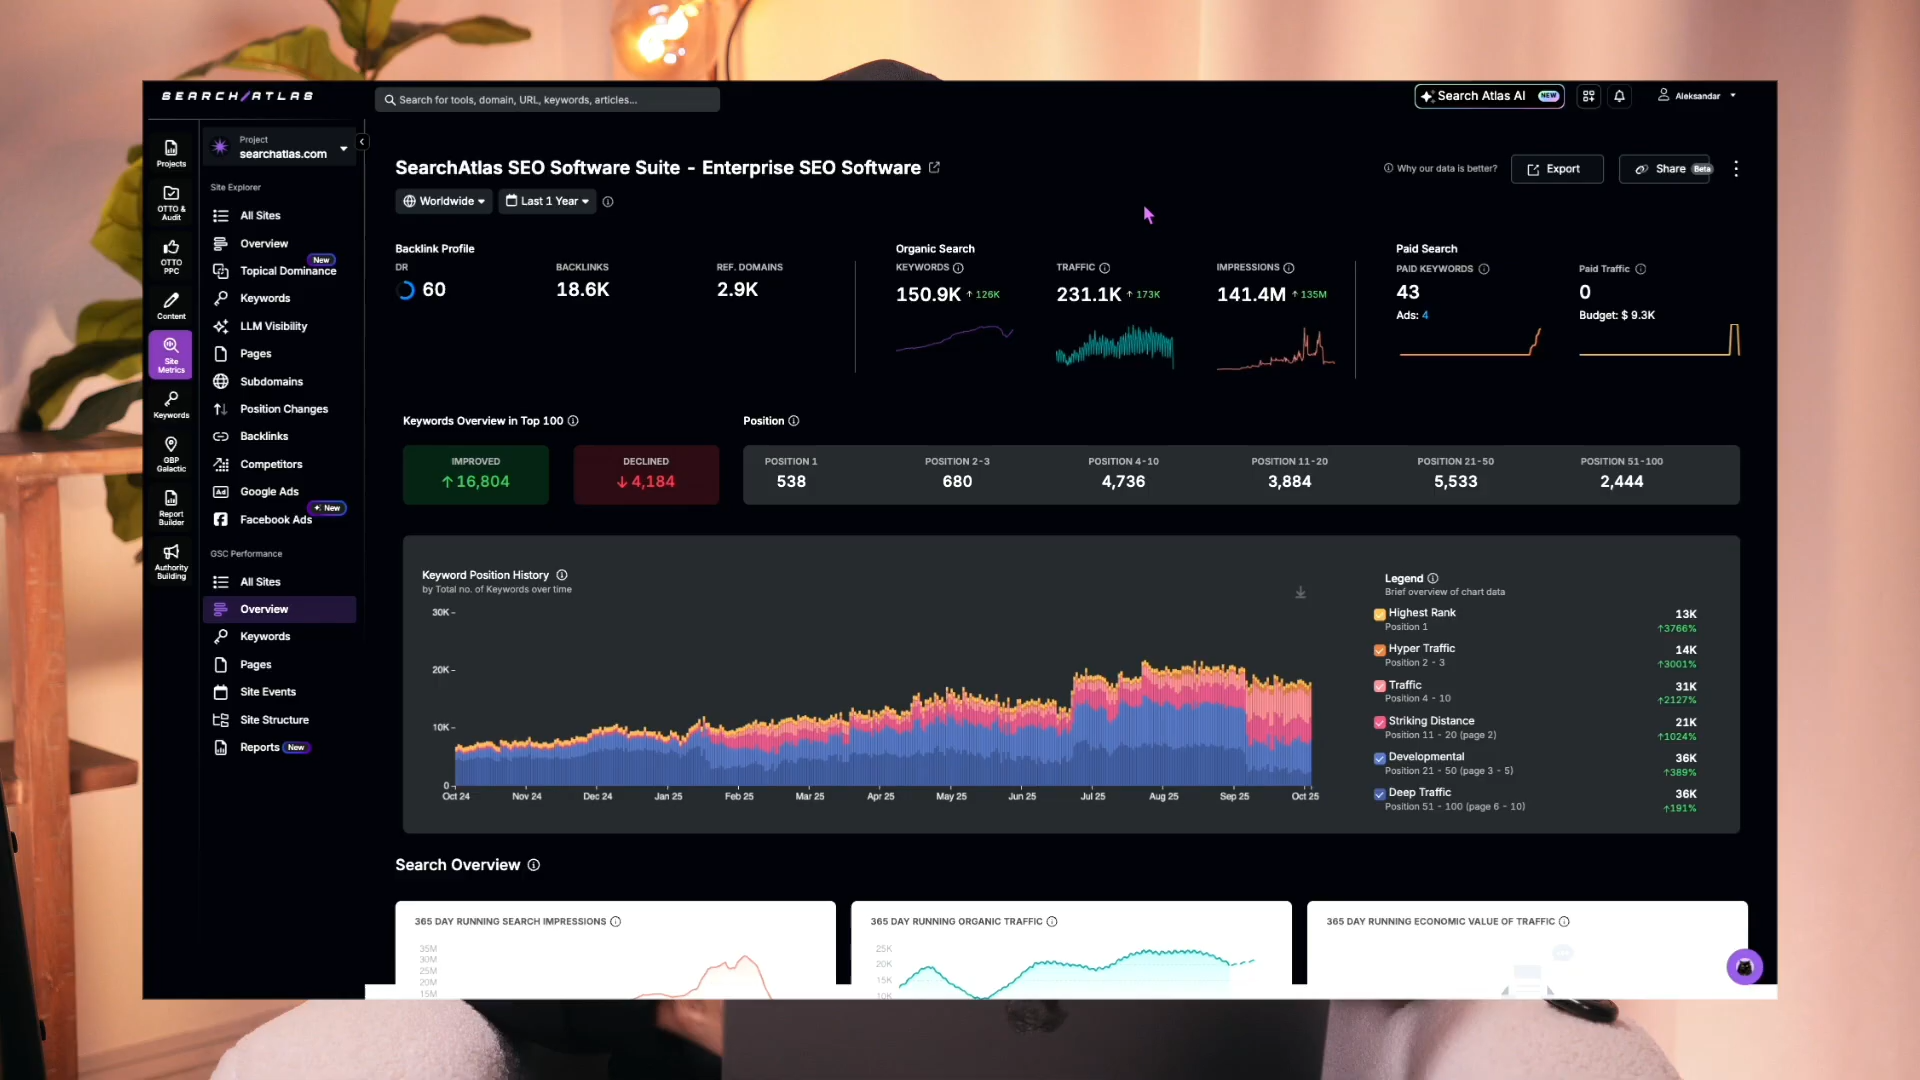 SEARCH/ATLAS
Search for tools, domain, URL, keywords, articles...
Search Atlas AI NEW
Aleksandar
Projects
OTTO & Audit
OTTO PPC
Content
Site Metrics
Keywords
GBP Galactic
Report Builder
Authority Building
Project
searchatlas.com
Site Explorer
All Sites
Overview
Topical Dominance New
Keywords
LLM Visibility
Pages
Subdomains
Position Changes
Backlinks
Competitors
Google Ads
Facebook Ads New
GSC Performance
All Sites
Overview
Keywords
Pages
Site Events
Site Structure
Reports New
SearchAtlas SEO Software Suite - Enterprise SEO Software
Why our data is better?
Export
Share Beta
Worldwide
Last 1 Year
Backlink Profile
DR
60
BACKLINKS
18.6K
REF. DOMAINS
2.9K
Organic Search
KEYWORDS
150.9K ↑ 126K
TRAFFIC
231.1K ↑ 173K
IMPRESSIONS
141.4M ↑ 135M
Paid Search
PAID KEYWORDS
43
Ads: 4
Paid Traffic
0
Budget: $ 9.3K
Keywords Overview in Top 100
IMPROVED
↑ 16,804
DECLINED
↓ 4,184
Position
POSITION 1
538
POSITION 2-3
680
POSITION 4-10
4,736
POSITION 11-20
3,884
POSITION 21-50
5,533
POSITION 51-100
2,444
Keyword Position History
by Total no. of Keywords over time
30K
20K
10K
0
Oct 24 Nov 24 Dec 24 Jan 25 Feb 25 Mar 25 Apr 25 May 25 Jun 25 Jul 25 Aug 25 Sep 25 Oct 25
Legend
Brief overview of chart data
Highest Rank 13K
Position 1 ↑3766%
Hyper Traffic 14K
Position 2 - 3 ↑3001%
Traffic 31K
Position 4 - 10 ↑2127%
Striking Distance 21K
Position 11 - 20 (page 2) ↑1024%
Developmental 36K
Position 21 - 50 (page 3 - 5) ↑389%
Deep Traffic 36K
Position 51 - 100 (page 6 - 10) ↑191%
Search Overview
365 DAY RUNNING SEARCH IMPRESSIONS
35M
30M
25M
20M
15M
365 DAY RUNNING ORGANIC TRAFFIC
25K
20K
15K
10K
365 DAY RUNNING ECONOMIC VALUE OF TRAFFIC